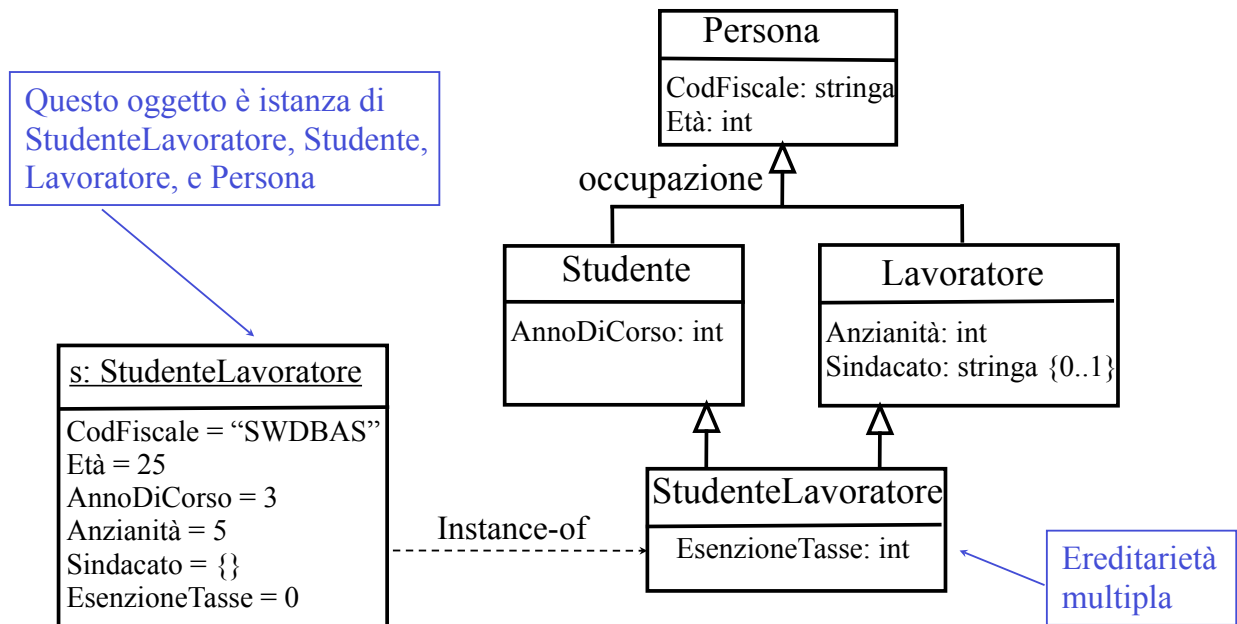 Persona
CodFiscale: stringa
Età: int
Questo oggetto è istanza di
StudenteLavoratore, Studente,
Lavoratore, e Persona
occupazione
Studente
AnnoDiCorso: int
Lavoratore
Anzianità: int
Sindacato: stringa {0..1}
s: StudenteLavoratore
CodFiscale = “SWDBAS”
Età = 25
AnnoDiCorso = 3
Anzianità = 5
Sindacato = {}
EsenzioneTasse = 0
Instance-of
StudenteLavoratore
EsenzioneTasse: int
Ereditarietà
multipla